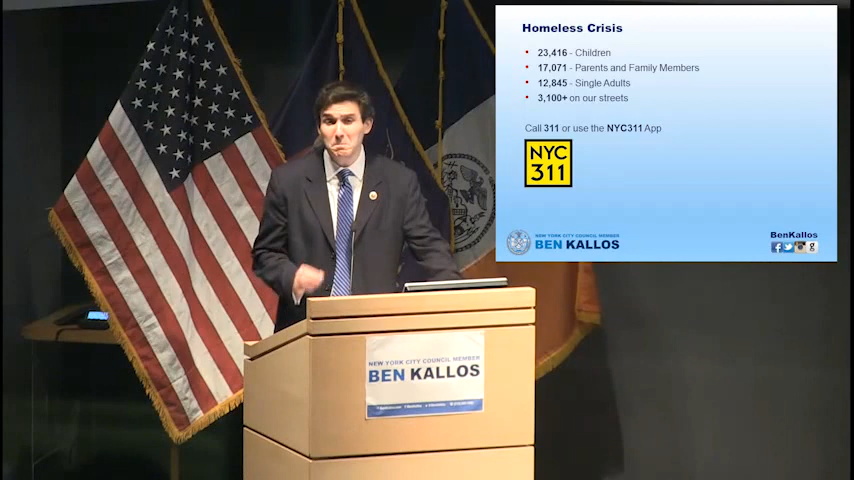 Homeless Crisis
• 23,416 - Children
• 17,071 - Parents and Family Members
• 12,845 - Single Adults
• 3,100+ on our streets
Call 311 or use the NYC311 App
NYC
311
NEW YORK CITY COUNCIL MEMBER
BEN KALLOS
BenKallos
NEW YORK CITY COUNCIL MEMBER
BEN KALLOS